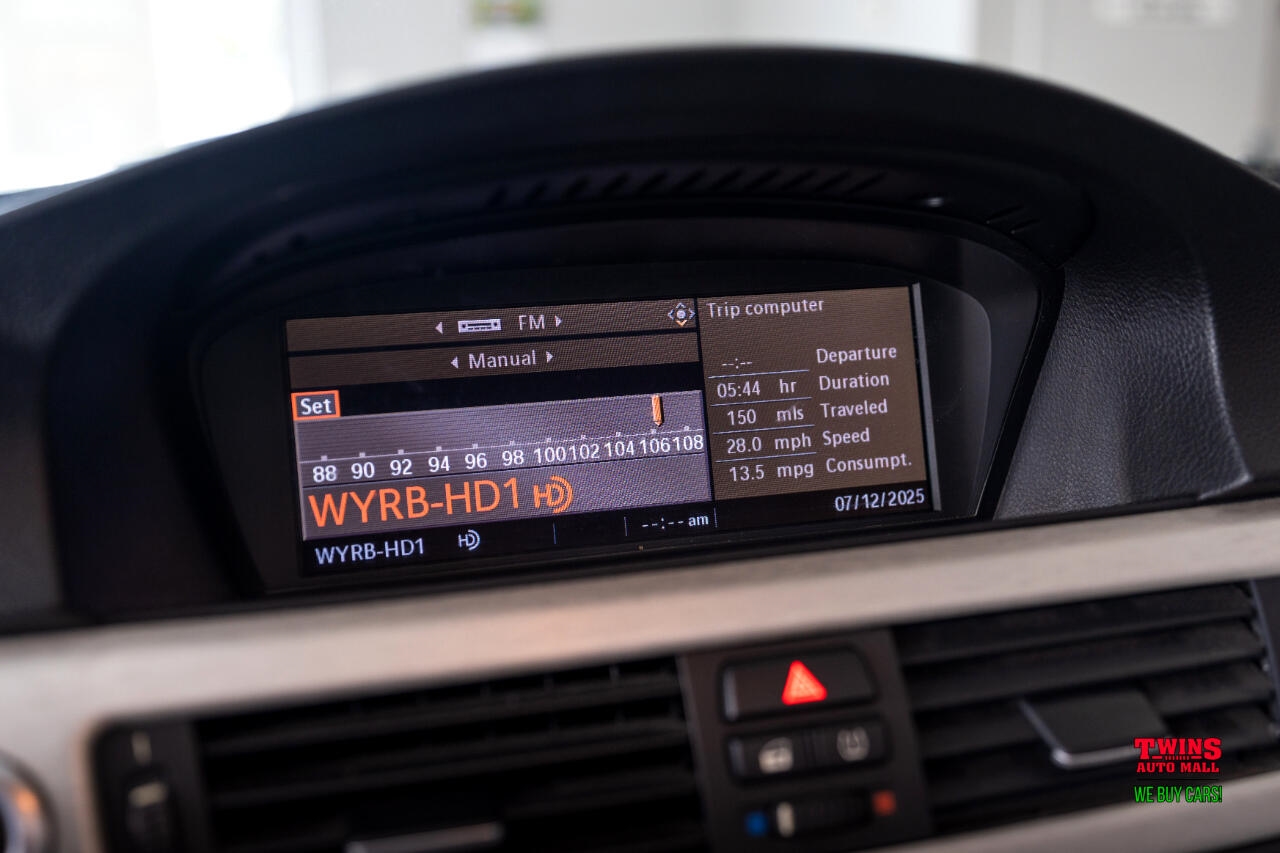 FM
Manual
Set
88 90 92 94 96 98 100 102 104 106 108
WYRB-HD1 HD
WYRB-HD1 HD
--:-- am
Trip computer
--:-- Departure
05:44 hr Duration
150 mls Traveled
28.0 mph Speed
13.5 mpg Consumpt.
07/12/2025
TWINS
AUTO MALL
WE BUY CARS!